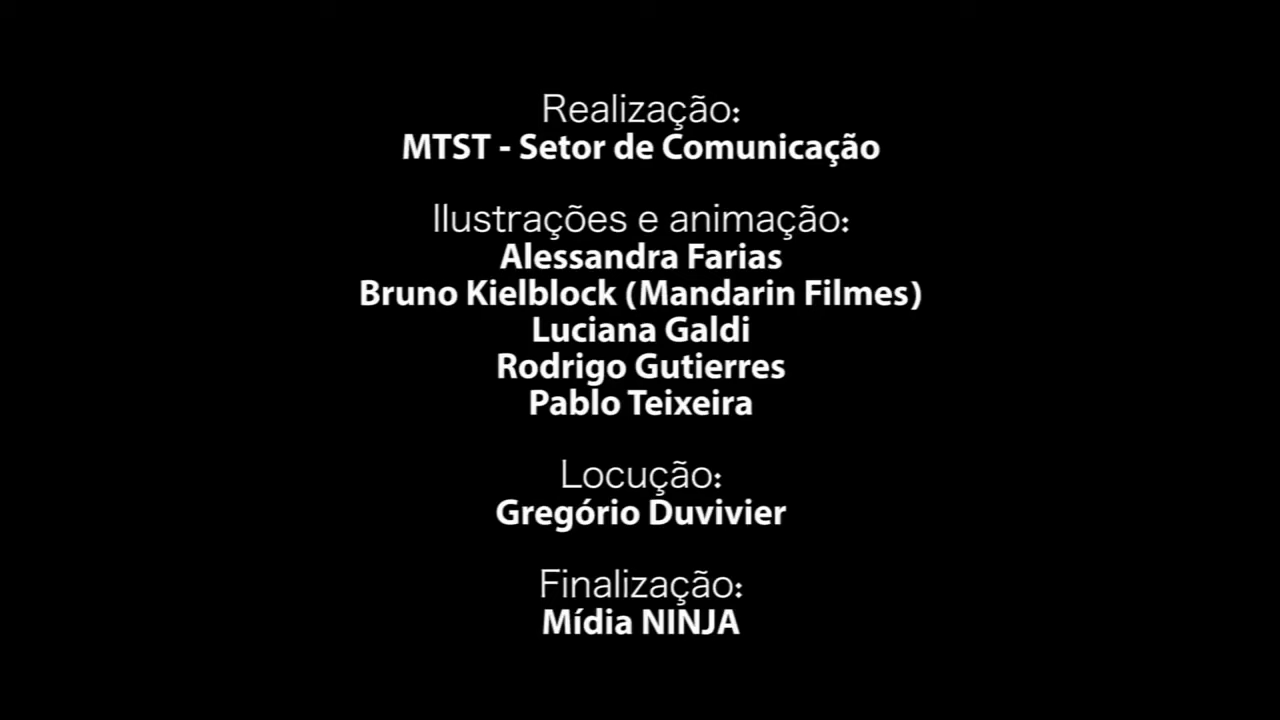 Realização:
MTST - Setor de Comunicação
Ilustrações e animação:
Alessandra Farias
Bruno Kielblock (Mandarin Filmes)
Luciana Galdi
Rodrigo Gutierres
Pablo Teixeira
Locução:
Gregório Duvivier
Finalização:
Mídia NINJA